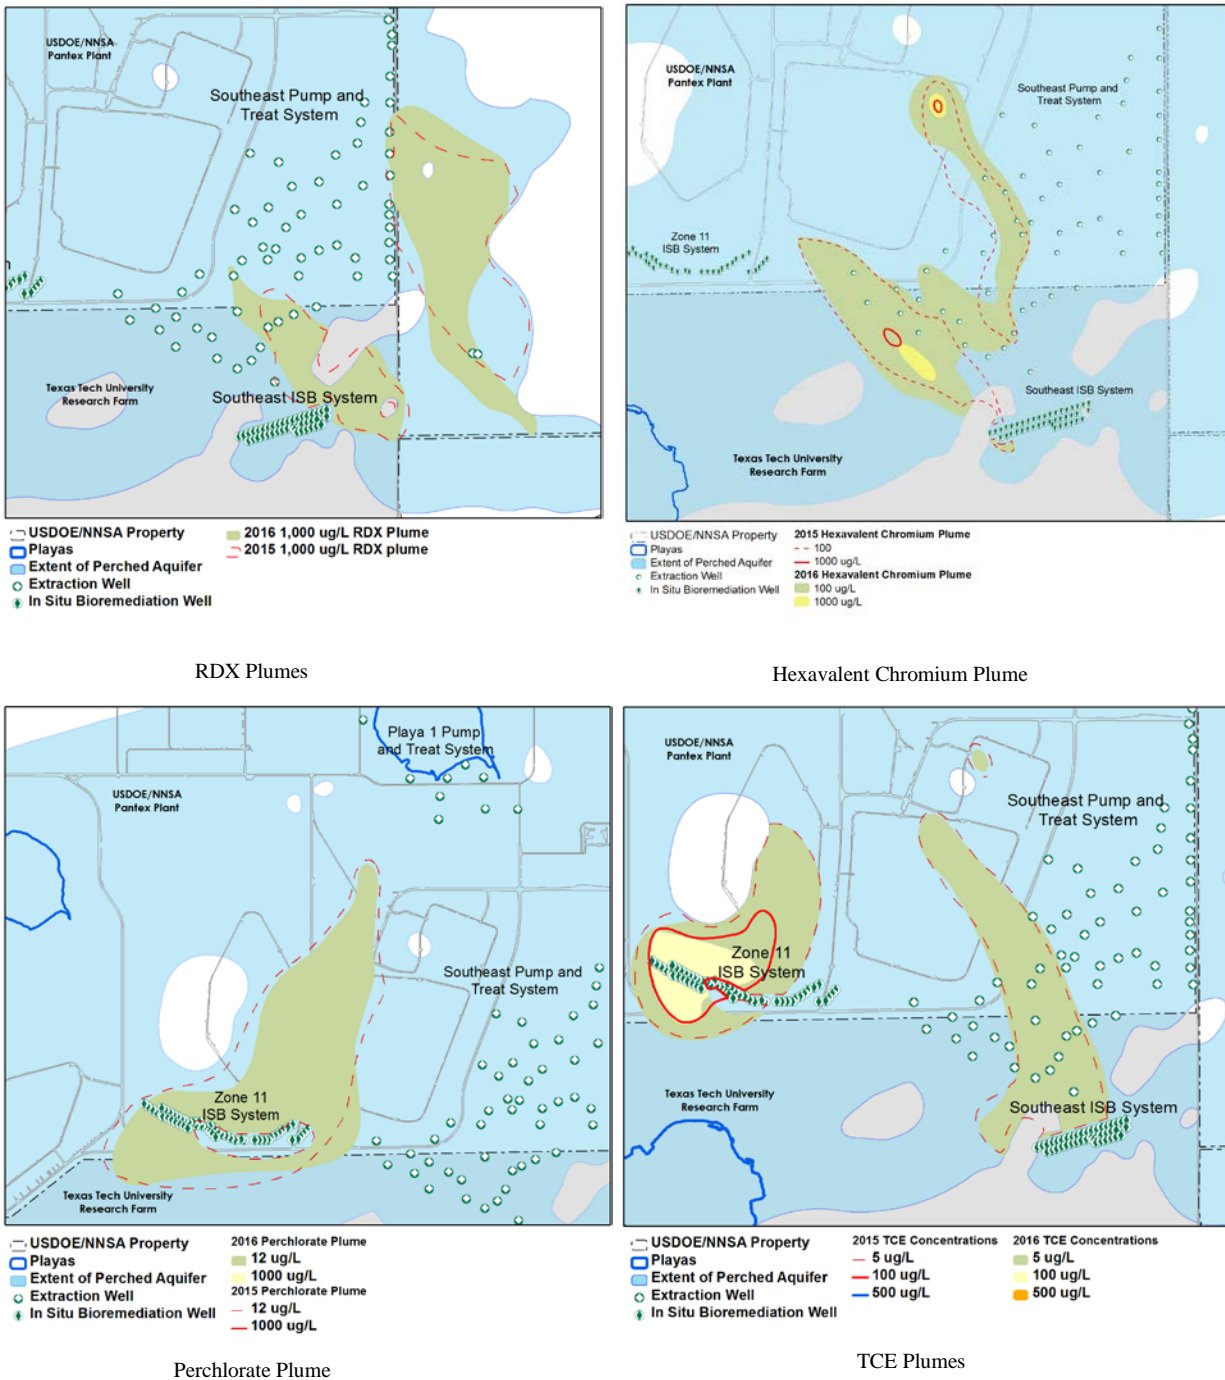 USDOE/NNSA
Pantex Plant
Southeast Pump and
Treat System
Texas Tech University
Research Farm
Southeast ISB System
USDOE/NNSA Property
Playas
Extent of Perched Aquifer
Extraction Well
In Situ Bioremediation Well
2016 1,000 ug/L RDX Plume
2015 1,000 ug/L RDX plume
RDX Plumes
USDOE/NNSA
Pantex Plant
Southeast Pump and
Treat System
Zone 11
ISB System
Southeast ISB System
Texas Tech University
Research Farm
USDOE/NNSA Property
Playas
Extent of Perched Aquifer
Extraction Well
In Situ Bioremediation Well
2015 Hexavalent Chromium Plume
100
1000 ug/L
2016 Hexavalent Chromium Plume
100 ug/L
1000 ug/L
Hexavalent Chromium Plume
Playa 1 Pump
and Treat System
USDOE/NNSA
Pantex Plant
Southeast Pump and
Treat System
Zone 11
ISB System
Texas Tech University
Research Farm
USDOE/NNSA Property
Playas
Extent of Perched Aquifer
Extraction Well
In Situ Bioremediation Well
2016 Perchlorate Plume
12 ug/L
1000 ug/L
2015 Perchlorate Plume
12 ug/L
1000 ug/L
Perchlorate Plume
USDOE/NNSA
Pantex Plant
Southeast Pump and
Treat System
Zone 11
ISB System
Texas Tech University
Research Farm
Southeast ISB System
USDOE/NNSA Property
Playas
Extent of Perched Aquifer
Extraction Well
In Situ Bioremediation Well
2015 TCE Concentrations
5 ug/L
100 ug/L
500 ug/L
2016 TCE Concentrations
5 ug/L
100 ug/L
500 ug/L
TCE Plumes